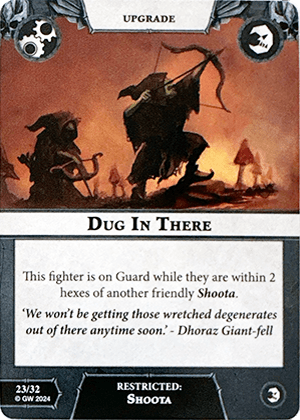 UPGRADE
DUG IN THERE
This fighter is on Guard while they are within 2
hexes of another friendly Shoota.
'We won't be getting those wretched degenerates
out of there anytime soon.' - Dhoraz Giant-fell
23/32
© GW 2024
RESTRICTED:
SHOOTA